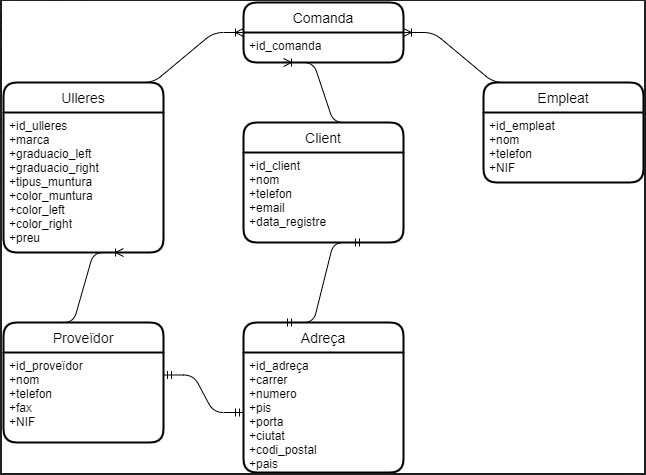 Comanda
+id_comanda
Ulleres
+id_ulleres
+marca
+graduacio_left
+graduacio_right
+tipus_muntura
+color_muntura
+color_left
+color_right
+preu
Client
+id_client
+nom
+telefon
+email
+data_registre
Empleat
+id_empleat
+nom
+telefon
+NIF
Proveïdor
+id_proveïdor
+nom
+telefon
+fax
+NIF
Adreça
+id_adreça
+carrer
+numero
+pis
+porta
+ciutat
+codi_postal
+pais